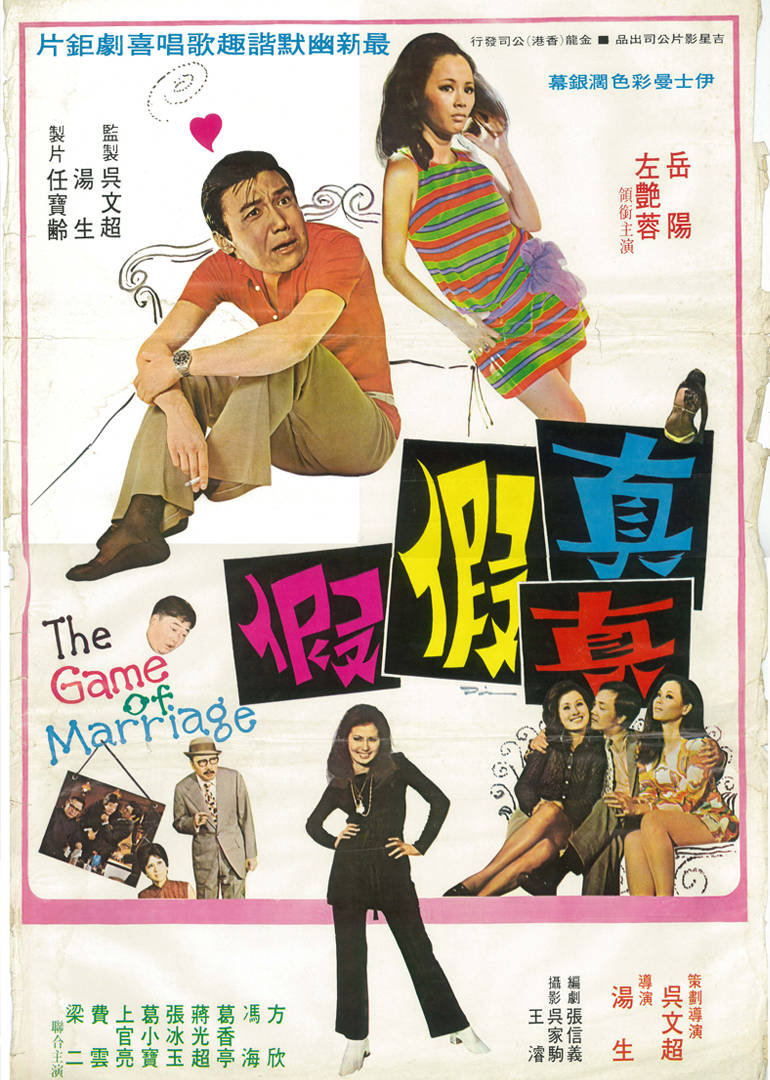 吉星影片公司出品 ■ 金龍(香港)公司發行
最新幽默諧趣歌唱喜劇鉅片
伊士曼彩色濶銀幕
岳陽
左艷蓉
領銜主演
監製 吳文超
湯生
製片 任寶齡
真真假假
The
Game
of
Marriage
策劃導演 吳文超
導演 湯生
編劇 張信義
攝影 吳家駒
王濬
方欣
馮海
葛香亭
蔣光超
張冰玉
葛小寶
上官亮
費雲
梁二
聯合主演